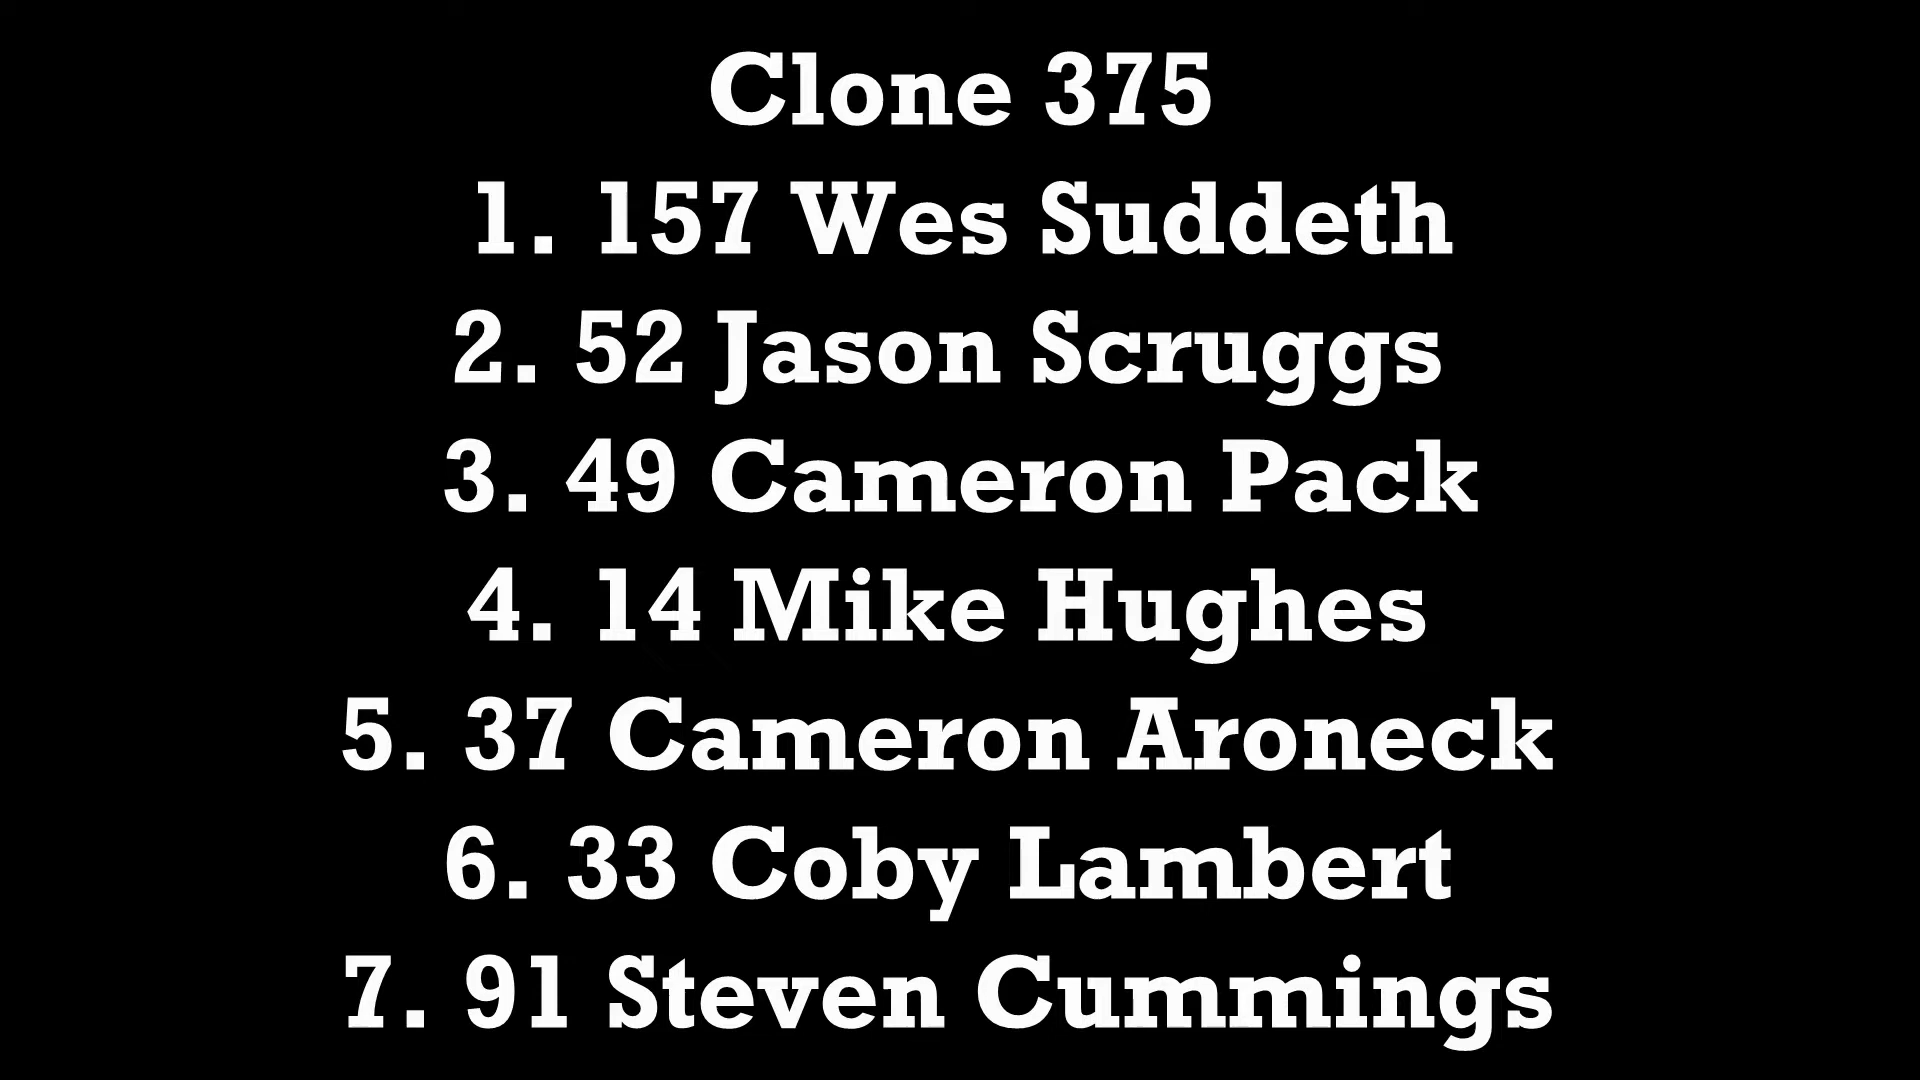 Clone 375
1. 157 Wes Suddeth
2. 52 Jason Scruggs
3. 49 Cameron Pack
4. 14 Mike Hughes
5. 37 Cameron Aroneck
6. 33 Coby Lambert
7. 91 Steven Cummings